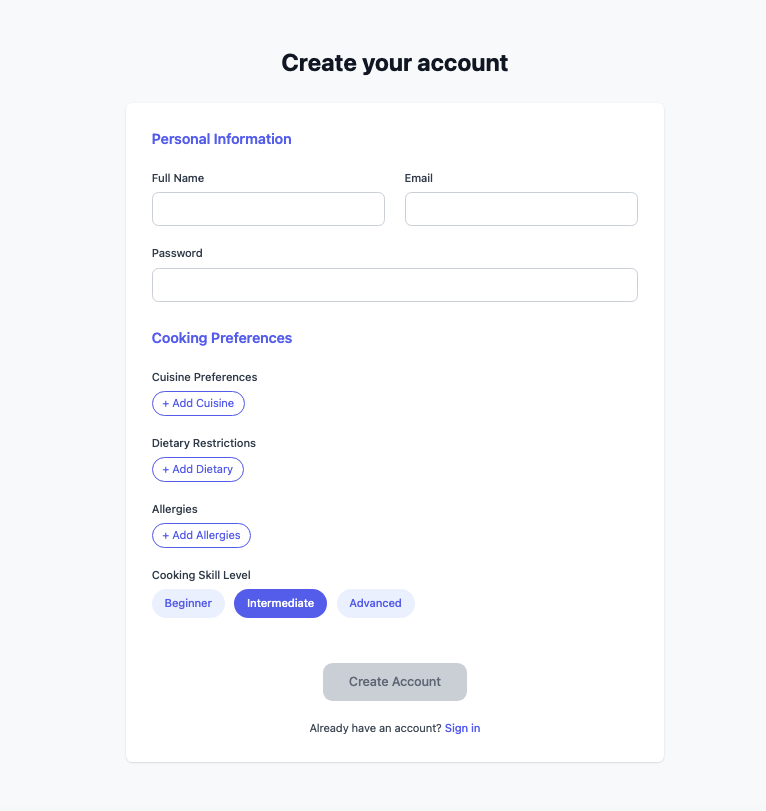 Create your account
Personal Information
Full Name Email
Password
Cooking Preferences
Cuisine Preferences
+ Add Cuisine
Dietary Restrictions
+ Add Dietary
Allergies
+ Add Allergies
Cooking Skill Level
Beginner Intermediate Advanced
Create Account
Already have an account? Sign in